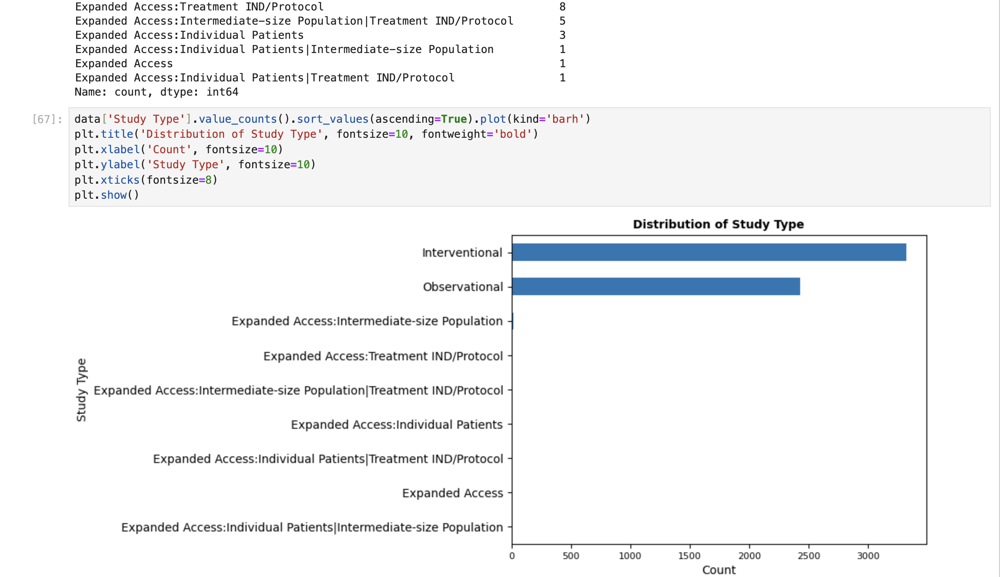 Expanded Access:Treatment IND/Protocol 8
Expanded Access:Intermediate-size Population|Treatment IND/Protocol 5
Expanded Access:Individual Patients 3
Expanded Access:Individual Patients|Intermediate-size Population 1
Expanded Access 1
Expanded Access:Individual Patients|Treatment IND/Protocol 1
Name: count, dtype: int64
[67]: data['Study Type'].value_counts().sort_values(ascending=True).plot(kind='barh')
plt.title('Distribution of Study Type', fontsize=10, fontweight='bold')
plt.xlabel('Count', fontsize=10)
plt.ylabel('Study Type', fontsize=10)
plt.xticks(fontsize=8)
plt.show()
Distribution of Study Type
Interventional
Observational
Expanded Access:Intermediate-size Population
Expanded Access:Treatment IND/Protocol
Study Type
Expanded Access:Intermediate-size Population|Treatment IND/Protocol
Expanded Access:Individual Patients
Expanded Access:Individual Patients|Treatment IND/Protocol
Expanded Access
Expanded Access:Individual Patients|Intermediate-size Population
0 500 1000 1500 2000 2500 3000
Count